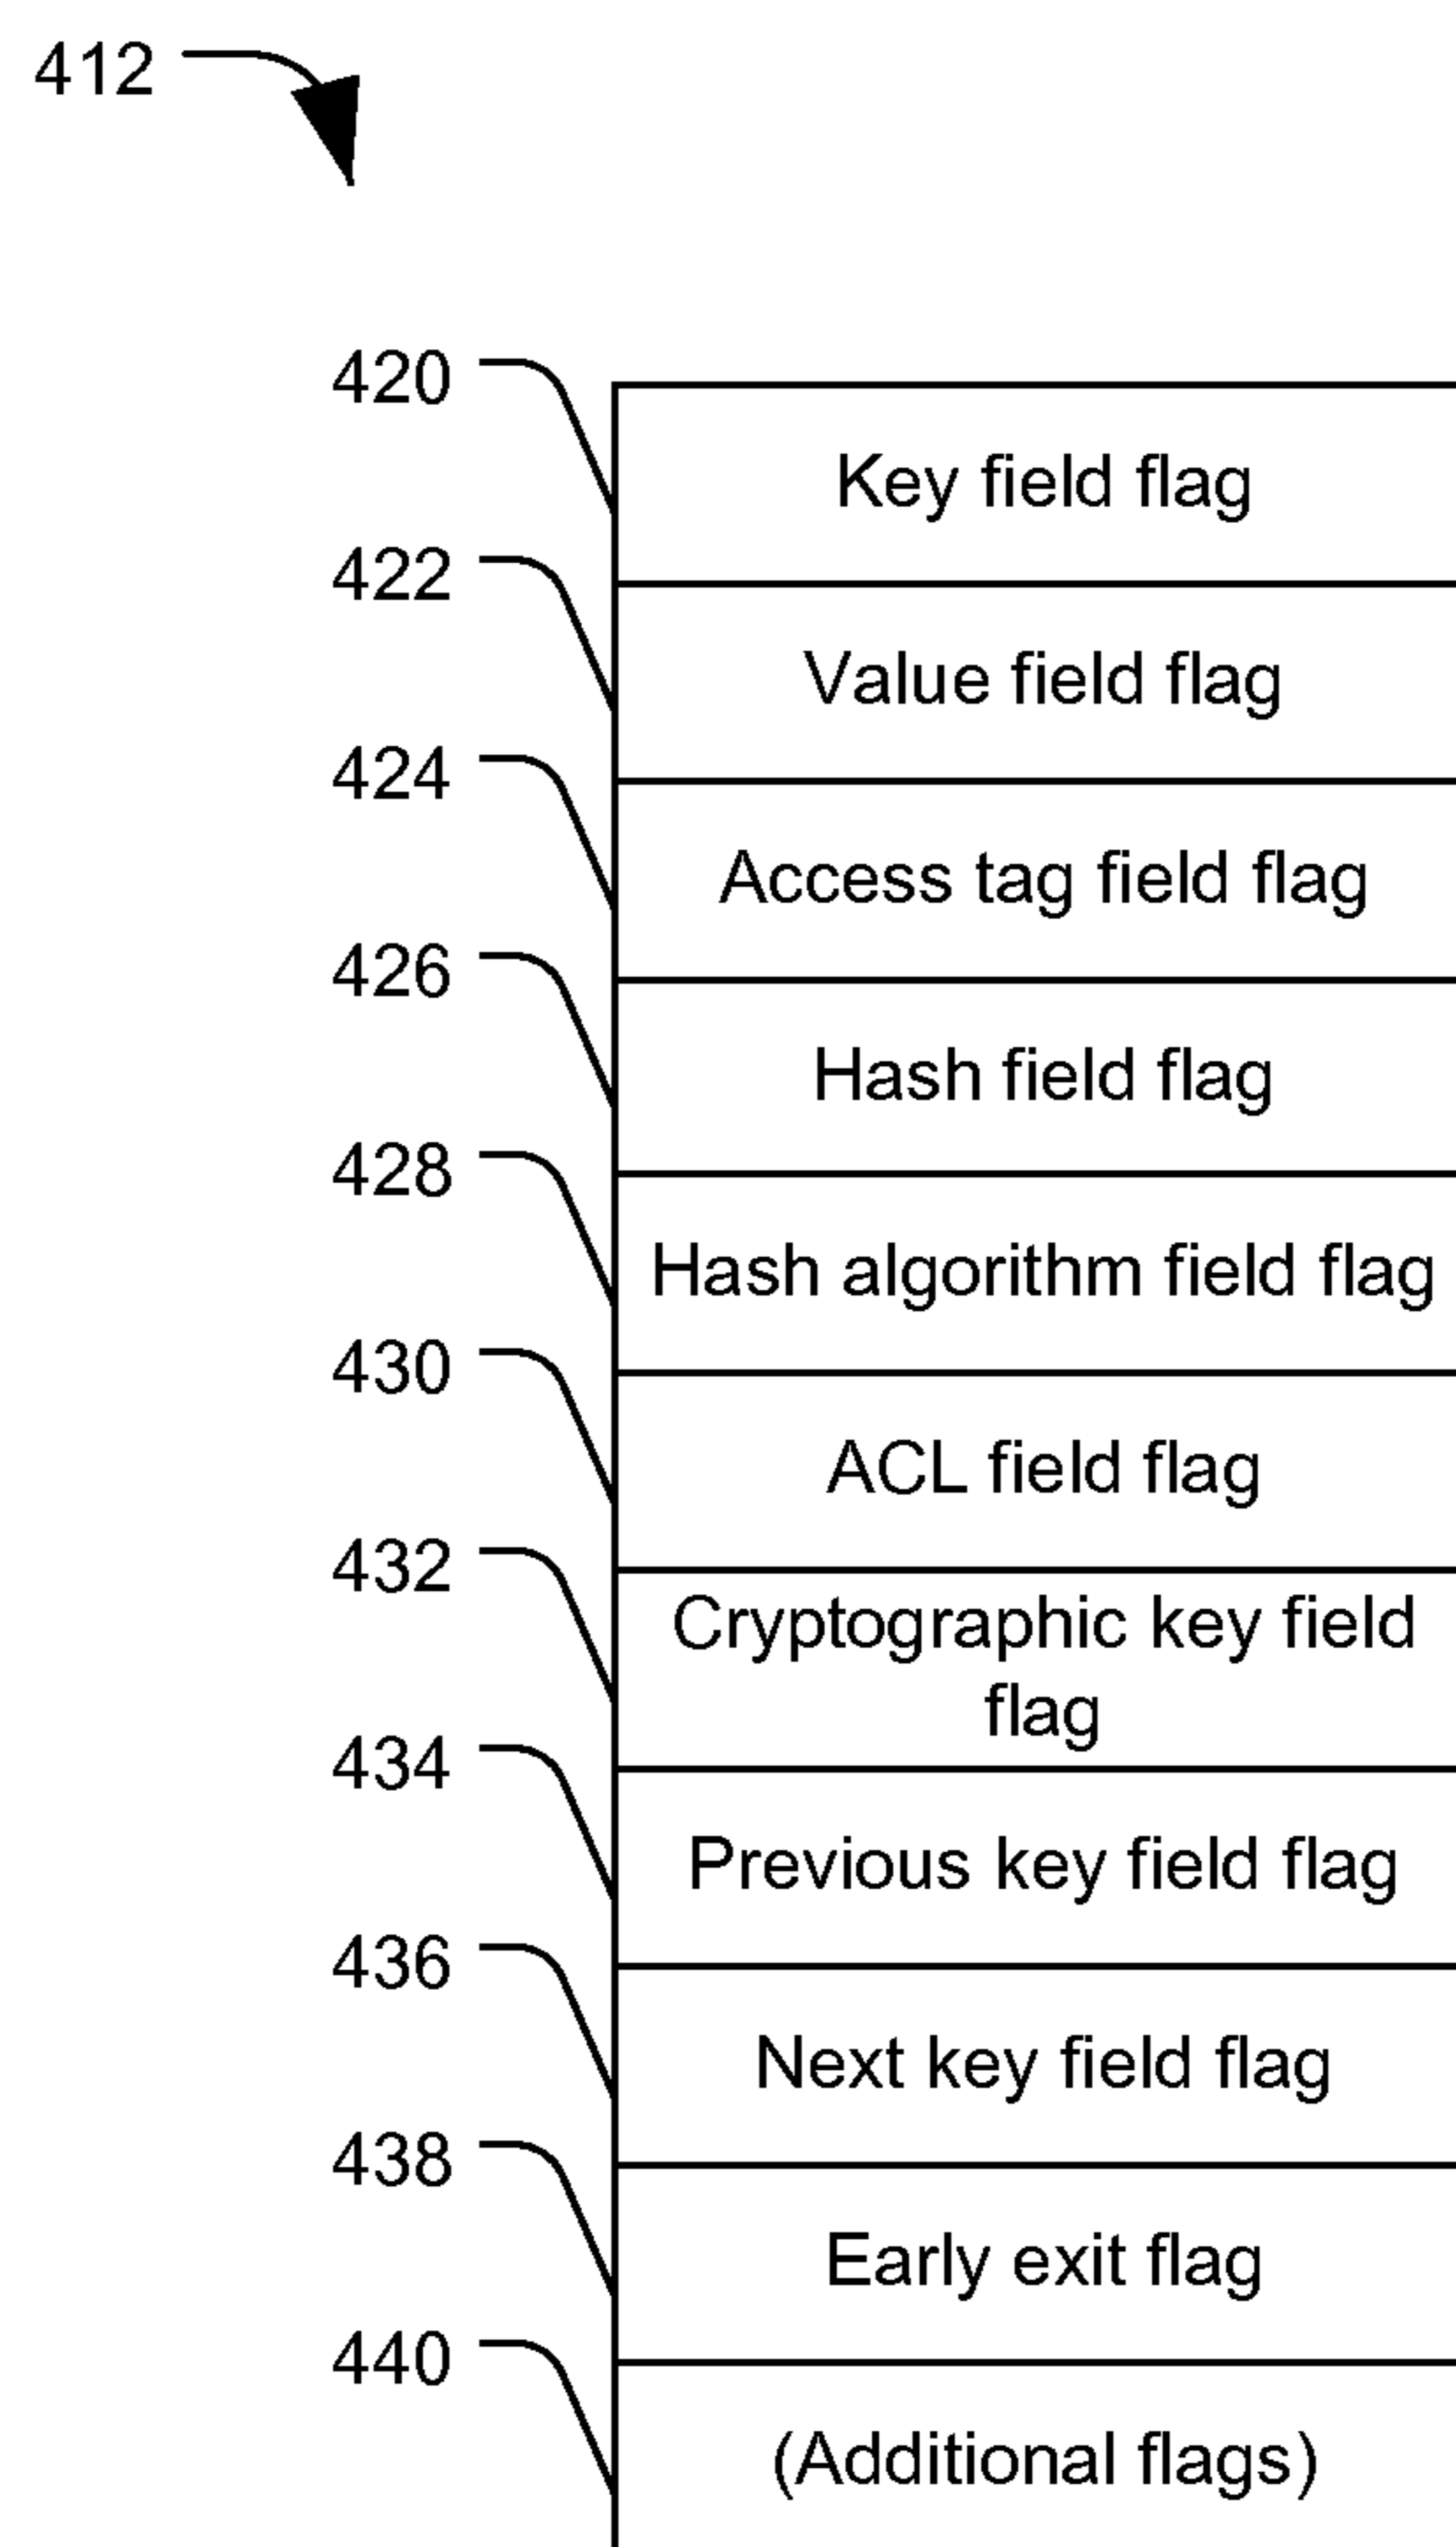 412
420
Key field flag
422
Value field flag
424
Access tag field flag
426
Hash field flag
428
Hash algorithm field flag
430
ACL field flag
432
Cryptographic key field
flag
434
Previous key field flag
436
Next key field flag
438
Early exit flag
440
(Additional flags)